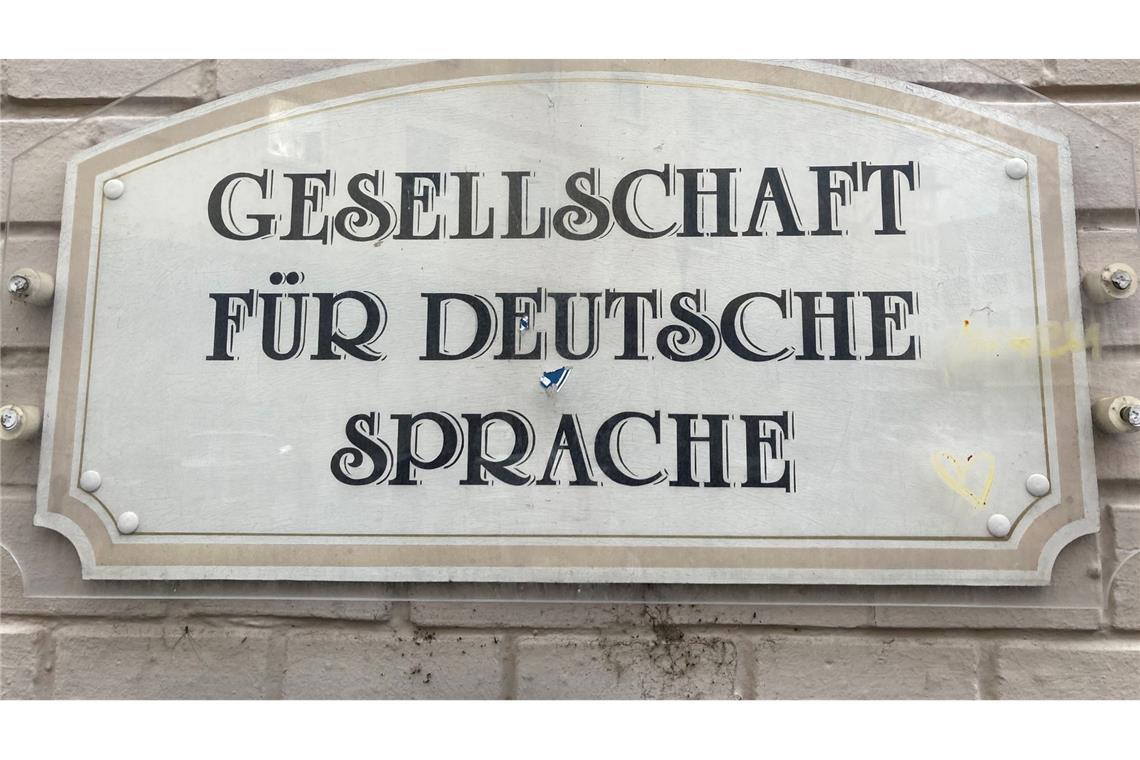 GESELLSCHAFT
FÜR DEUTSCHE
SPRACHE